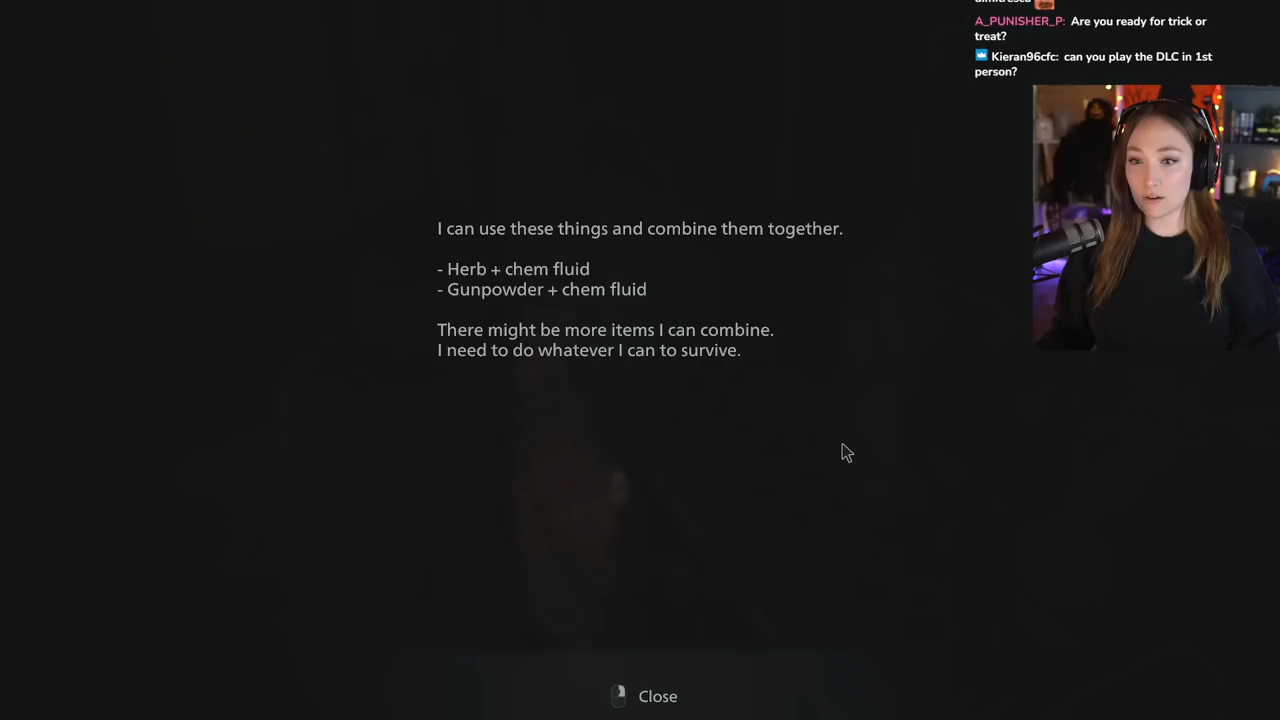 A_PUNISHER_P: Are you ready for trick or
treat?
Kieran96cfc: can you play the DLC in 1st
person?
I can use these things and combine them together.
- Herb + chem fluid
- Gunpowder + chem fluid
There might be more items I can combine.
I need to do whatever I can to survive.
Close